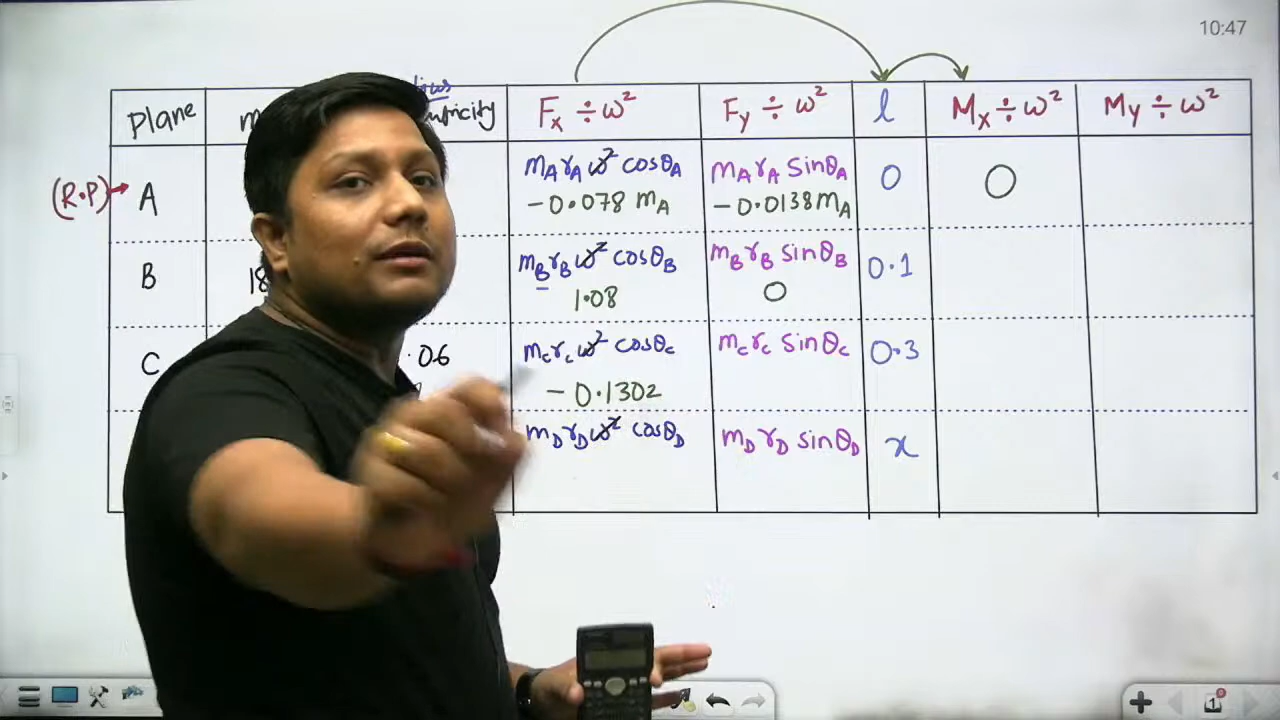 10:47
Plane
Fx ÷ ω²
Fy ÷ ω²
l
Mx ÷ ω²
My ÷ ω²
(R.P) → A
mA rA ω² cosθA
mA rA sinθA
0
0
-0.078 mA
-0.0138 mA
B
18
mB rB ω² cosθB
mB rB sinθB
0.1
1.08
0
C
.06
mC rC ω² cosθC
mC rC sinθC
0.3
-0.1302
mD rD ω² cosθD
mD rD sinθD
x
1